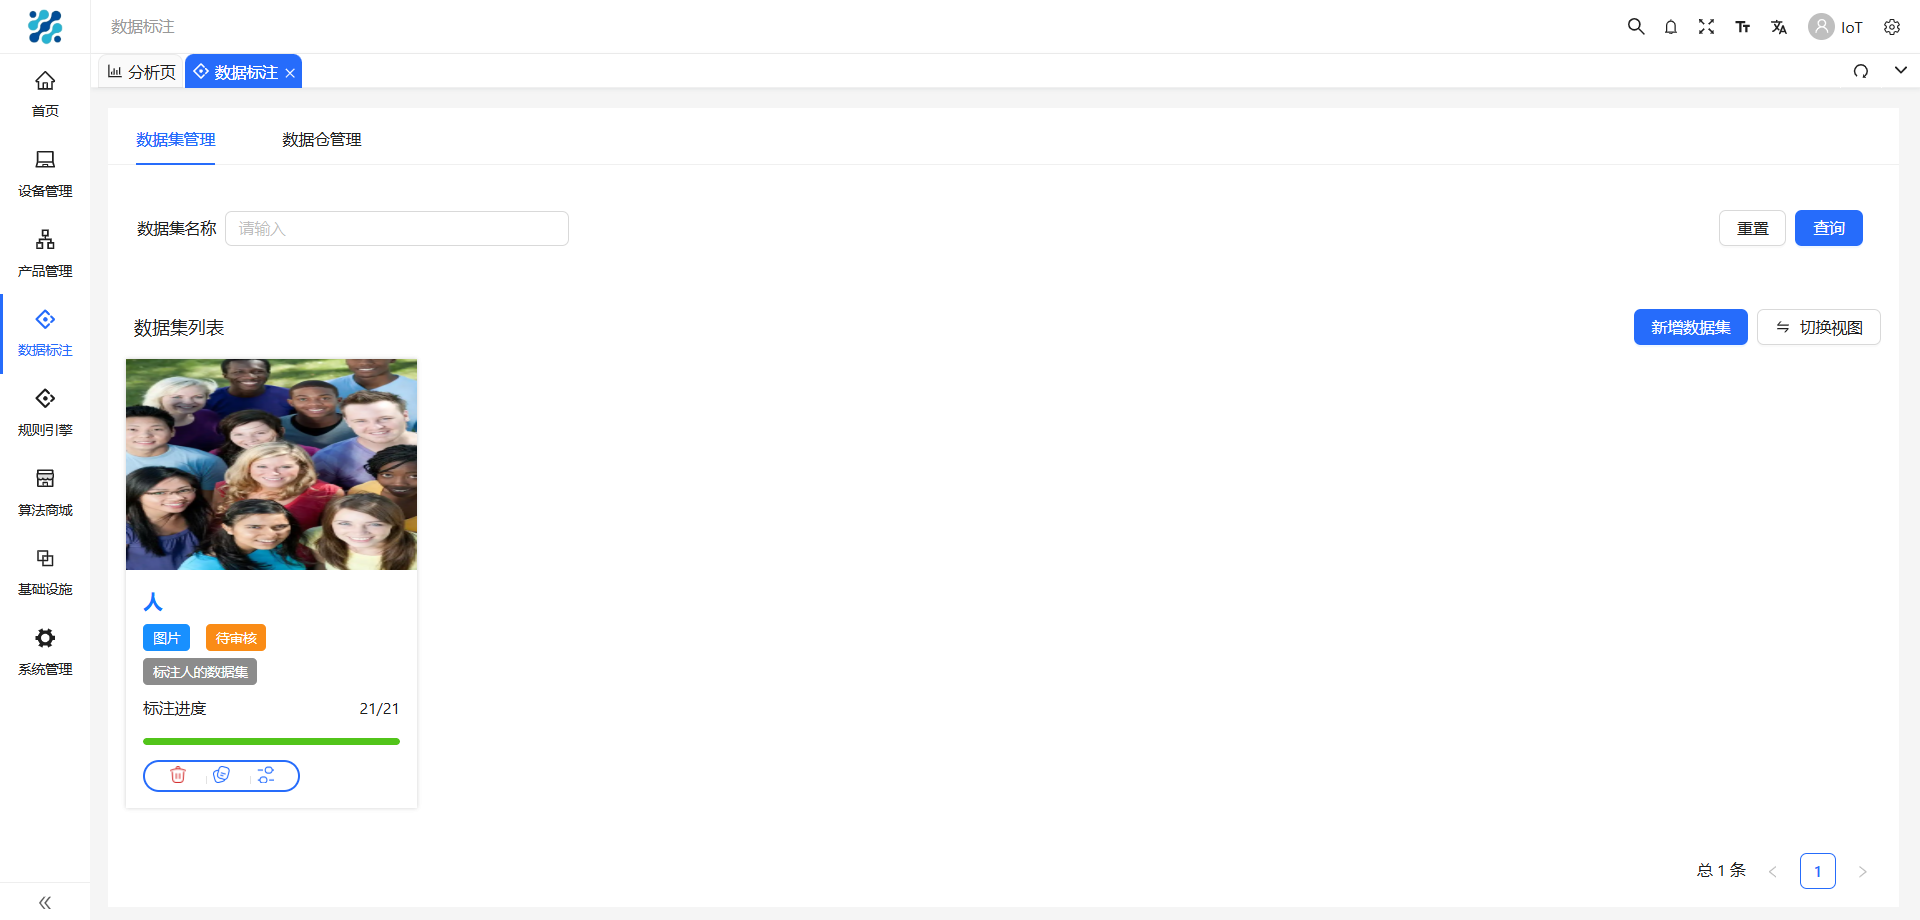 数据标注
IoT
分析页
数据标注
首页
设备管理
产品管理
数据标注
规则引擎
算法商城
基础设施
系统管理
数据集管理
数据仓管理
数据集名称
请输入
重置
查询
数据集列表
新增数据集
切换视图
人
图片
待审核
标注人的数据集
标注进度
21/21
总 1 条
1